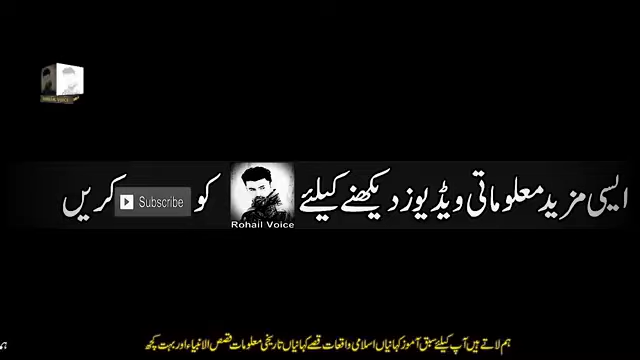 ایسی مزید معلوماتی ویڈیوز دیکھنے کیلئے Rohail Voice کو Subscribe کریں
ہم لاتے ہیں آپ کیلئے سبق آموز کہانیاں اسلامی واقعات قصے کہانیاں تاریخی معلومات قصص الانبیاء اور بہت کچھ